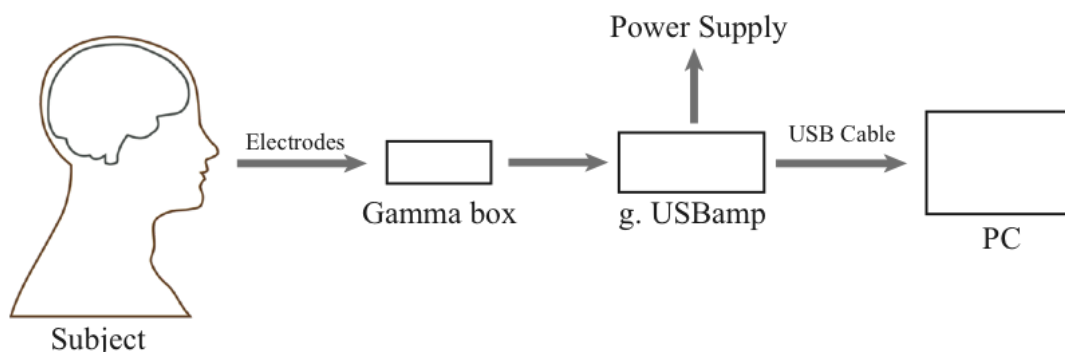 Power Supply
Electrodes
USB Cable
Gamma box
g. USBamp
PC
Subject